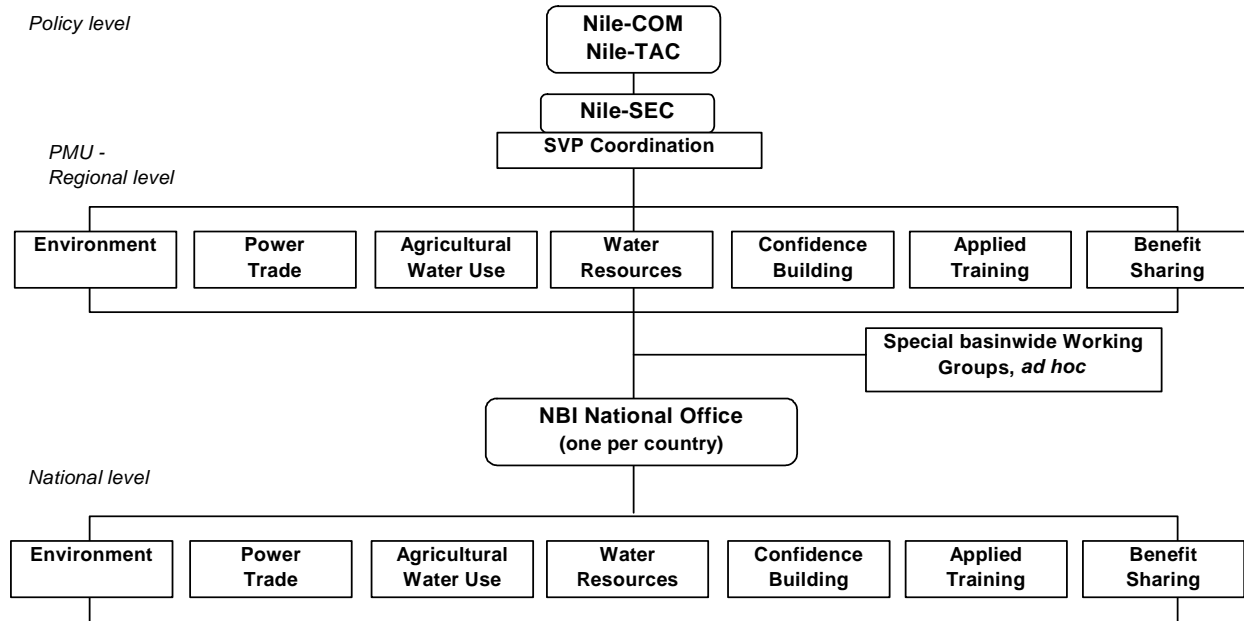 Policy level
Nile-COM
Nile-TAC
Nile-SEC
SVP Coordination
PMU -
Regional level
Environment
Power
Trade
Agricultural
Water Use
Water
Resources
Confidence
Building
Applied
Training
Benefit
Sharing
Special basinwide Working
Groups, ad hoc
NBI National Office
(one per country)
National level
Environment
Power
Trade
Agricultural
Water Use
Water
Resources
Confidence
Building
Applied
Training
Benefit
Sharing